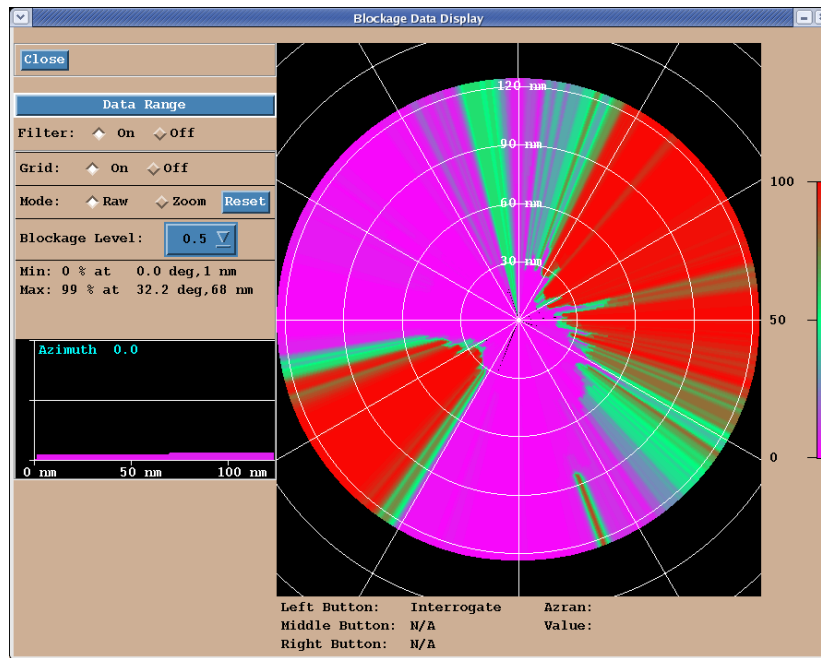 Blockage Data Display
Close
Data Range
Filter: On Off
Grid: On Off
Mode: Raw Zoom Reset
Blockage Level: 0.5
Min: 0 % at 0.0 deg,1 nm
Max: 99 % at 32.2 deg,68 nm
Azimuth 0.0
0 nm 50 nm 100 nm
120 nm
90 nm
60 nm
30 nm
100
50
0
Left Button: Interrogate Azran:
Middle Button: N/A Value:
Right Button: N/A